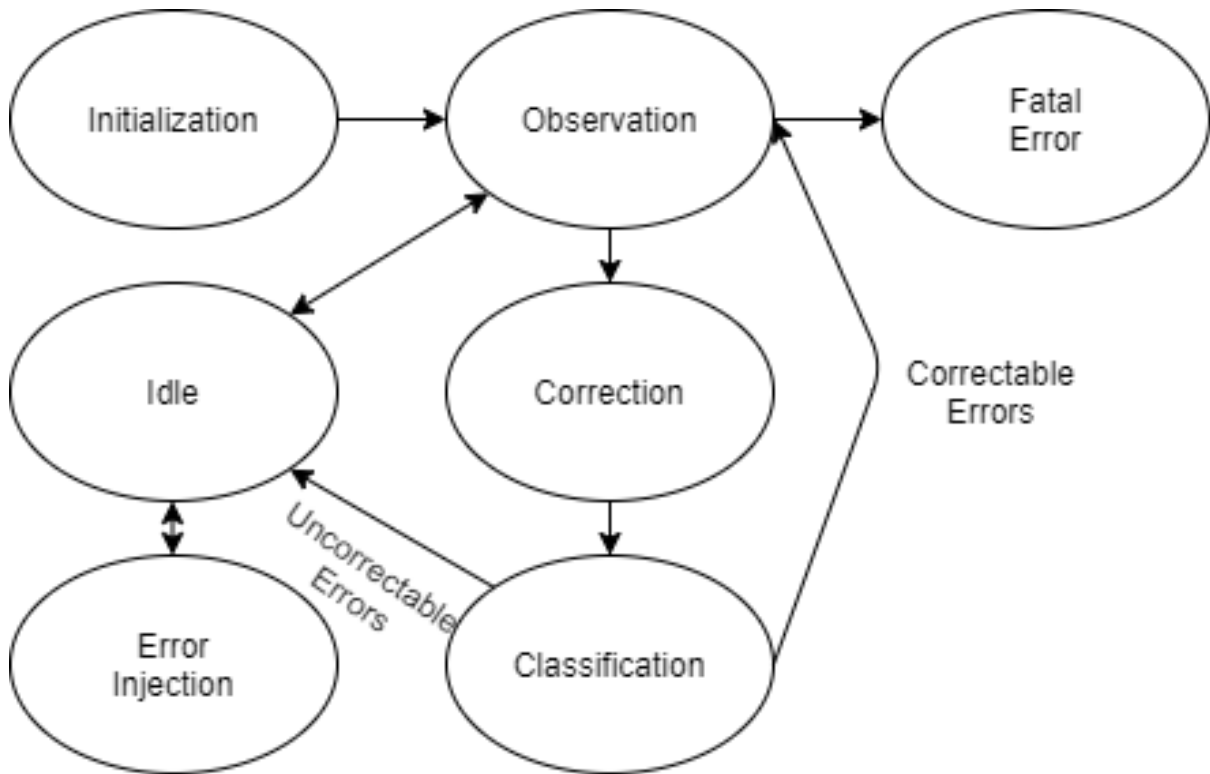 Initialization
Observation
Fatal
Error
Idle
Correction
Correctable
Errors
Uncorrectable
Errors
Error
Injection
Classification